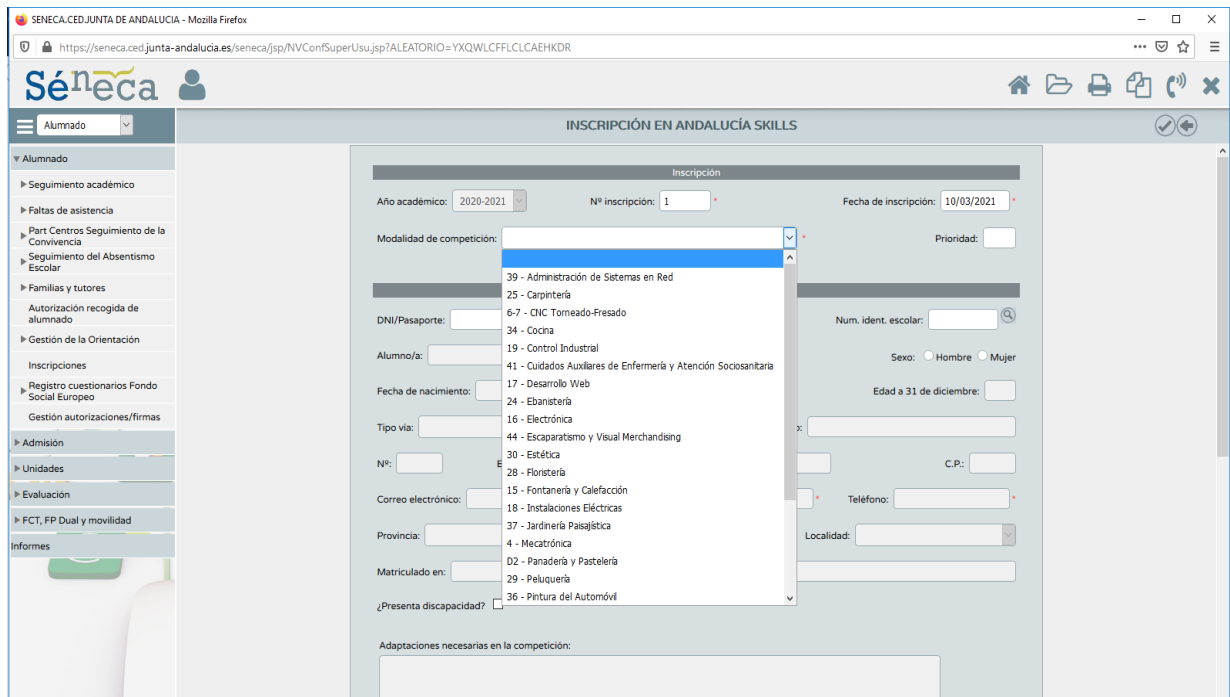 SENECA.CED.JUNTA DE ANDALUCIA - Mozilla Firefox
https://seneca.ced.junta-andalucia.es/seneca/jsp/NVConfSuperUsu.jsp?ALEATORIO=YXQWLCFFLCLCAEHKDR
Séneca
Alumnado
INSCRIPCIÓN EN ANDALUCÍA SKILLS
Alumnado
Seguimiento académico
Faltas de asistencia
Part Centros Seguimiento de la
Convivencia
Seguimiento del Absentismo
Escolar
Familias y tutores
Autorización recogida de
alumnado
Gestión de la Orientación
Inscripciones
Registro cuestionarios Fondo
Social Europeo
Gestión autorizaciones/firmas
Admisión
Unidades
Evaluación
FCT, FP Dual y movilidad
Informes
Inscripción
Año académico: 2020-2021 Nº inscripción: 1 * Fecha de inscripción: 10/03/2021 *
Modalidad de competición: * Prioridad:
39 - Administración de Sistemas en Red
25 - Carpintería
6-7 - CNC Torneado-Fresado
34 - Cocina
19 - Control Industrial
41 - Cuidados Auxiliares de Enfermería y Atención Sociosanitaria
17 - Desarrollo Web
24 - Ebanistería
16 - Electrónica
44 - Escaparatismo y Visual Merchandising
30 - Estética
28 - Floristería
15 - Fontanería y Calefacción
18 - Instalaciones Eléctricas
37 - Jardinería Paisajística
4 - Mecatrónica
D2 - Panadería y Pastelería
29 - Peluquería
36 - Pintura del Automóvil
DNI/Pasaporte: Num. ident. escolar:
Alumno/a: Sexo: Hombre Mujer
Fecha de nacimiento: Edad a 31 de diciembre:
Tipo vía:
Nº: C.P.:
Correo electrónico: * Teléfono: *
Provincia: Localidad:
Matriculado en:
¿Presenta discapacidad?
Adaptaciones necesarias en la competición: